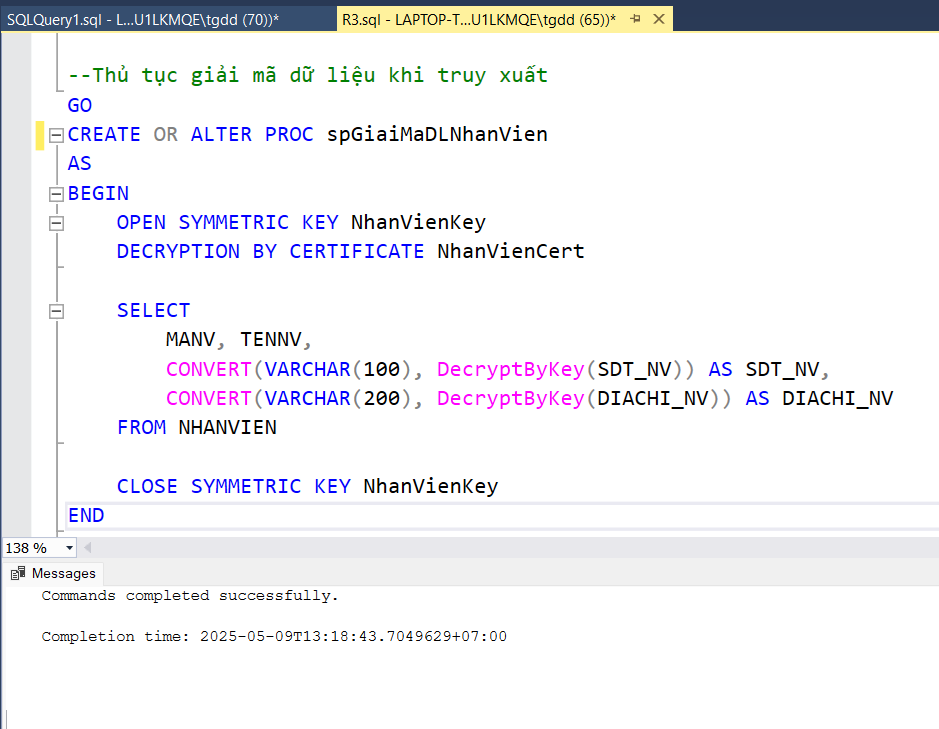 SQLQuery1.sql - L...U1LKMQE\tgdd (70))*
R3.sql - LAPTOP-T...U1LKMQE\tgdd (65))*
--Thủ tục giải mã dữ liệu khi truy xuất
GO
CREATE OR ALTER PROC spGiaiMaDLNhanVien
AS
BEGIN
OPEN SYMMETRIC KEY NhanVienKey
DECRYPTION BY CERTIFICATE NhanVienCert
SELECT
MANV, TENNV,
CONVERT(VARCHAR(100), DecryptByKey(SDT_NV)) AS SDT_NV,
CONVERT(VARCHAR(200), DecryptByKey(DIACHI_NV)) AS DIACHI_NV
FROM NHANVIEN
CLOSE SYMMETRIC KEY NhanVienKey
END
138 %
Messages
Commands completed successfully.
Completion time: 2025-05-09T13:18:43.7049629+07:00